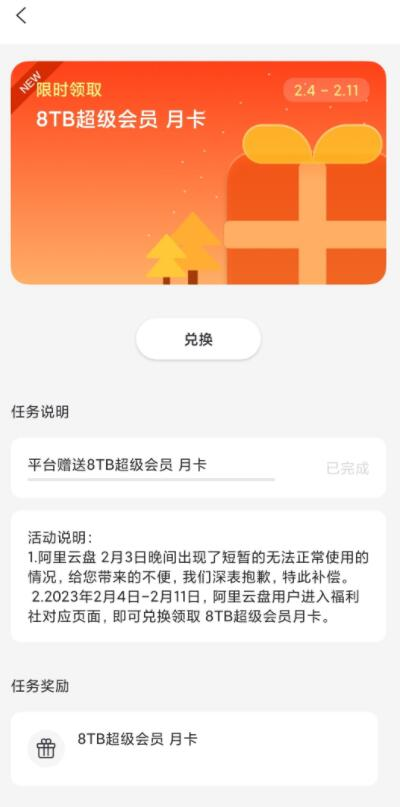 NEW
限时领取
2.4 - 2.11
8TB超级会员 月卡
兑换
任务说明
平台赠送8TB超级会员 月卡
已完成
活动说明：
1.阿里云盘 2月3日晚间出现了短暂的无法正常使用的
情况，给您带来的不便，我们深表抱歉，特此补偿。
2.2023年2月4日-2月11日，阿里云盘用户进入福利
社对应页面，即可兑换领取 8TB超级会员月卡。
任务奖励
8TB超级会员 月卡